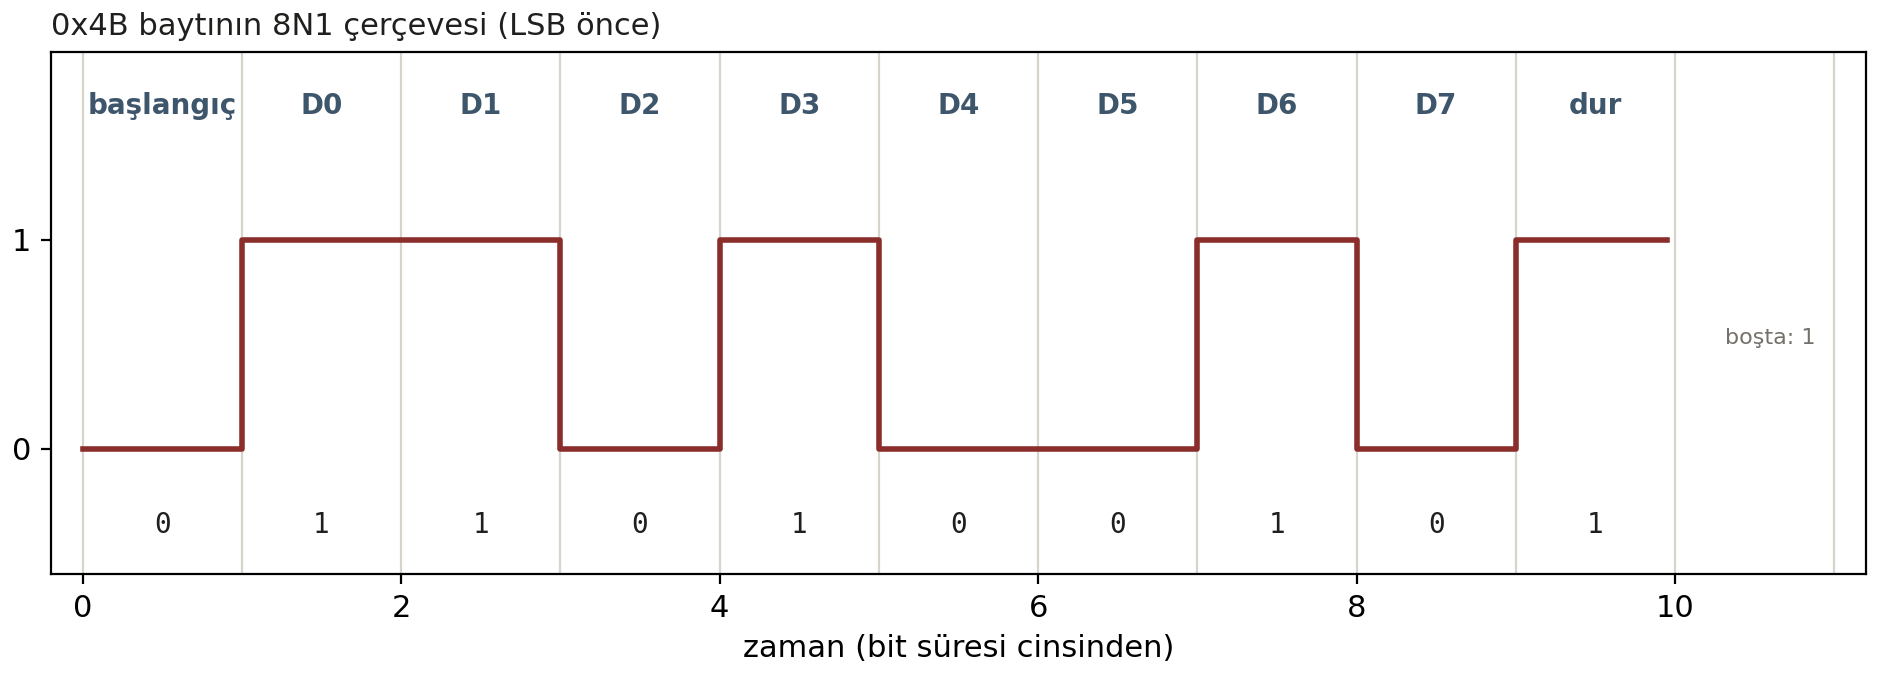 0x4B baytının 8N1 çerçevesi (LSB önce)
başlangıç D0 D1 D2 D3 D4 D5 D6 D7 dur
1
boşta: 1
0
0 1 1 0 1 0 0 1 0 1
0 2 4 6 8 10
zaman (bit süresi cinsinden)